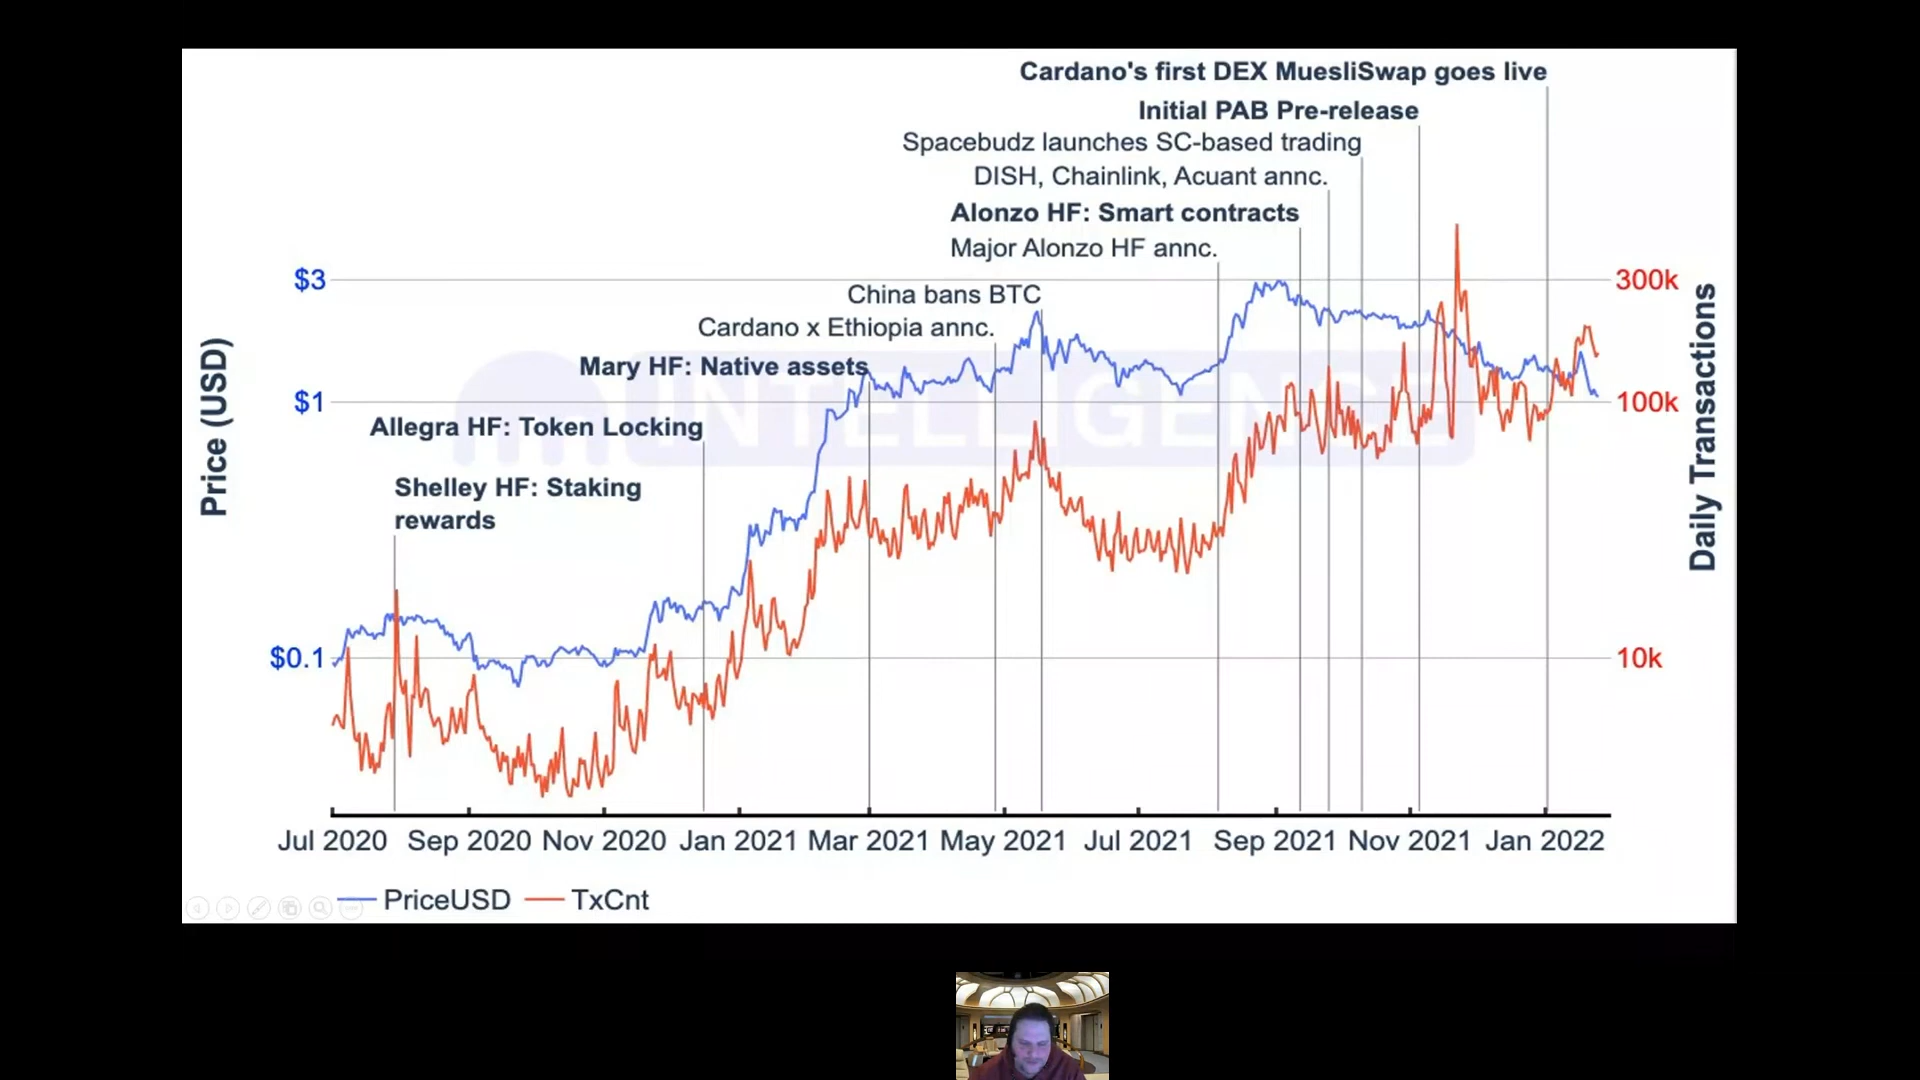 Cardano's first DEX MuesliSwap goes live
Initial PAB Pre-release
Spacebudz launches SC-based trading
DISH, Chainlink, Acuant annc.
Alonzo HF: Smart contracts
Major Alonzo HF annc.
China bans BTC
Cardano x Ethiopia annc.
Mary HF: Native assets
Allegra HF: Token Locking
Shelley HF: Staking
rewards
$3
$1
$0.1
Price (USD)
INTELLIGENCE
300k
100k
10k
Daily Transactions
Jul 2020 Sep 2020 Nov 2020 Jan 2021 Mar 2021 May 2021 Jul 2021 Sep 2021 Nov 2021 Jan 2022
PriceUSD TxCnt